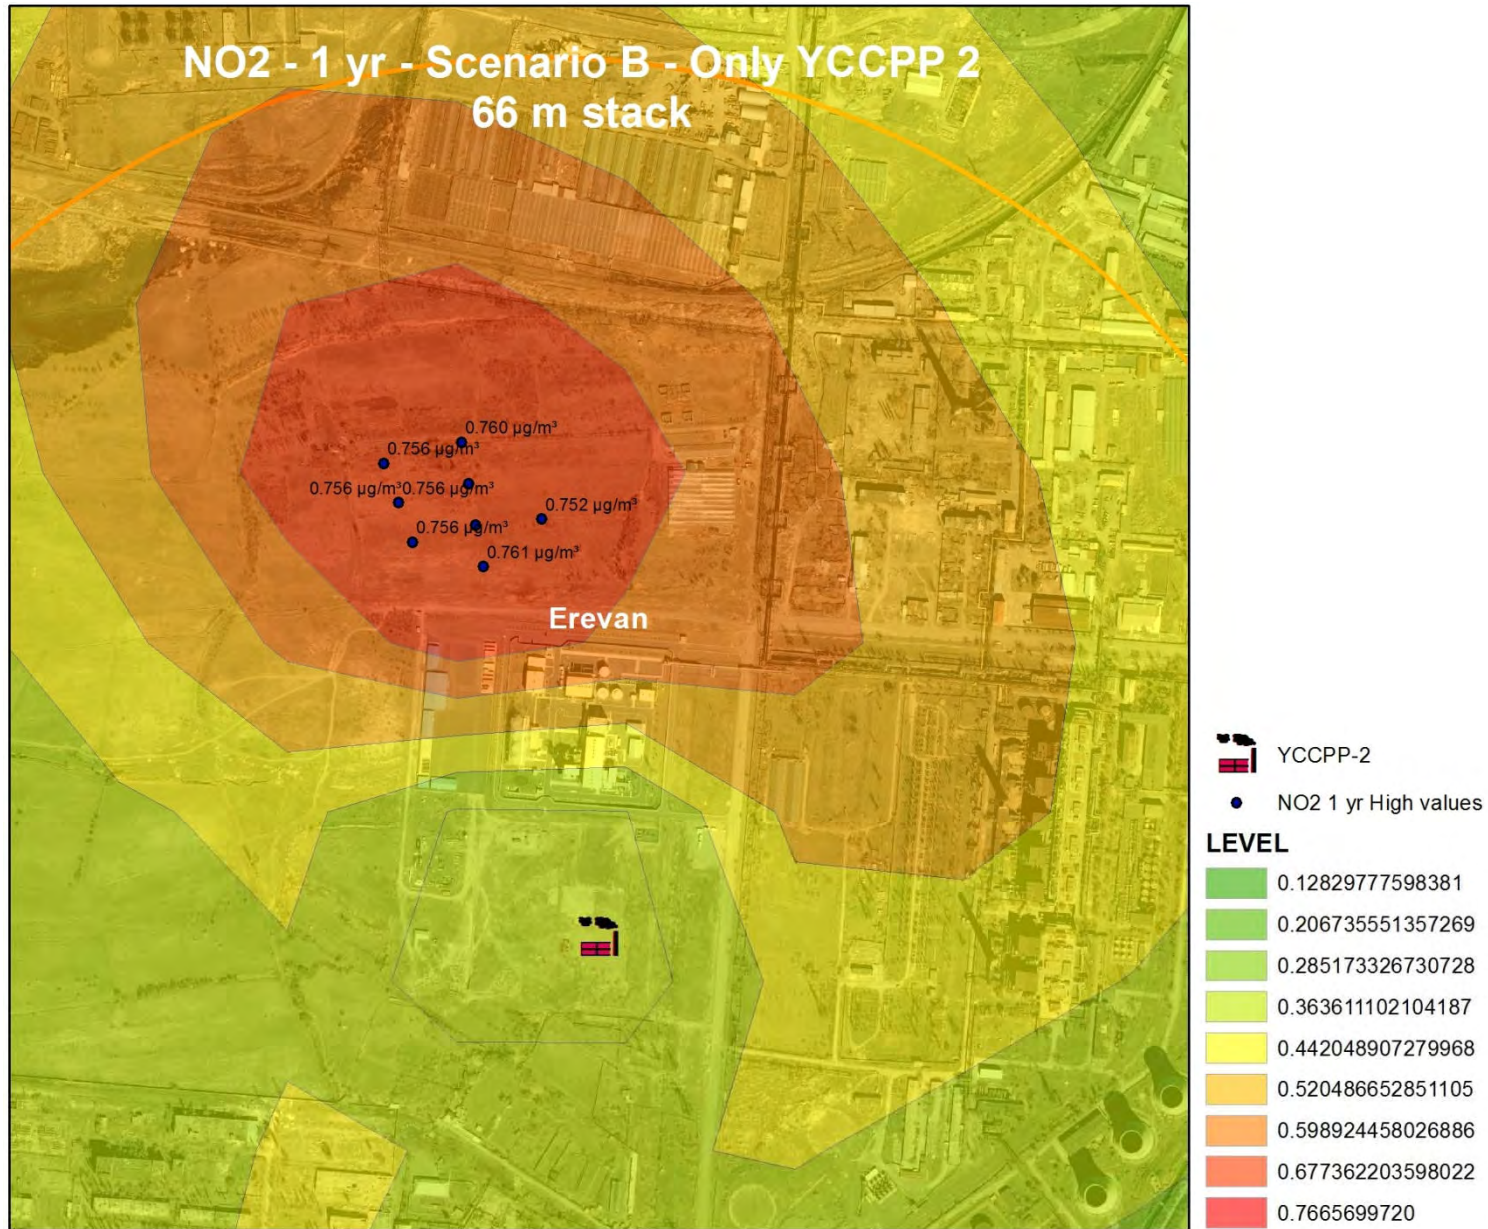 NO2 - 1 yr - Scenario B - Only YCCPP 2
66 m stack
0.760 µg/m³
0.756 µg/m³
0.756 µg/m³ 0.756 µg/m³
0.752 µg/m³
0.756 µg/m³
0.761 µg/m³
Erevan
YCCPP-2
NO2 1 yr High values
LEVEL
0.12829777598381
0.206735551357269
0.285173326730728
0.363611102104187
0.442048907279968
0.520486652851105
0.598924458026886
0.677362203598022
0.7665699720